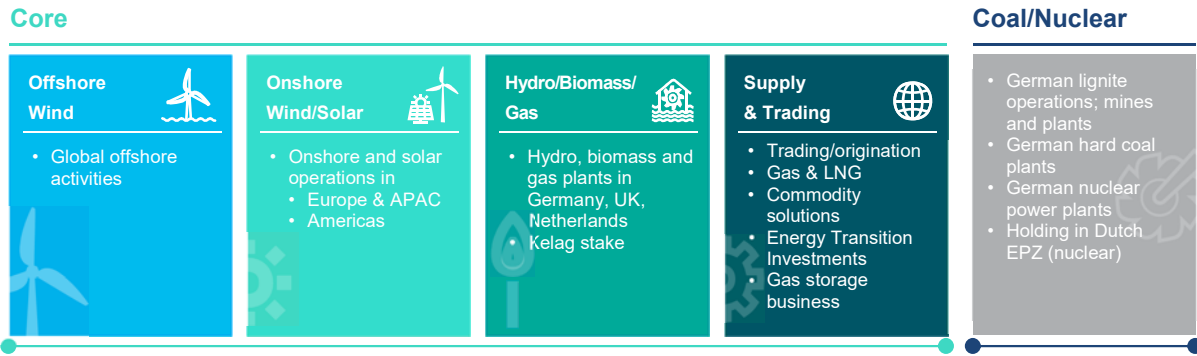 Core
Offshore
Wind
• Global offshore
activities
Onshore
Wind/Solar
• Onshore and solar
operations in
• Europe & APAC
• Americas
Hydro/Biomass/
Gas
• Hydro, biomass and
gas plants in
Germany, UK,
Netherlands
• Kelag stake
Supply
& Trading
• Trading/origination
• Gas & LNG
• Commodity
solutions
• Energy Transition
Investments
• Gas storage
business
Coal/Nuclear
• German lignite
operations; mines
and plants
• German hard coal
plants
• German nuclear
power plants
• Holding in Dutch
EPZ (nuclear)